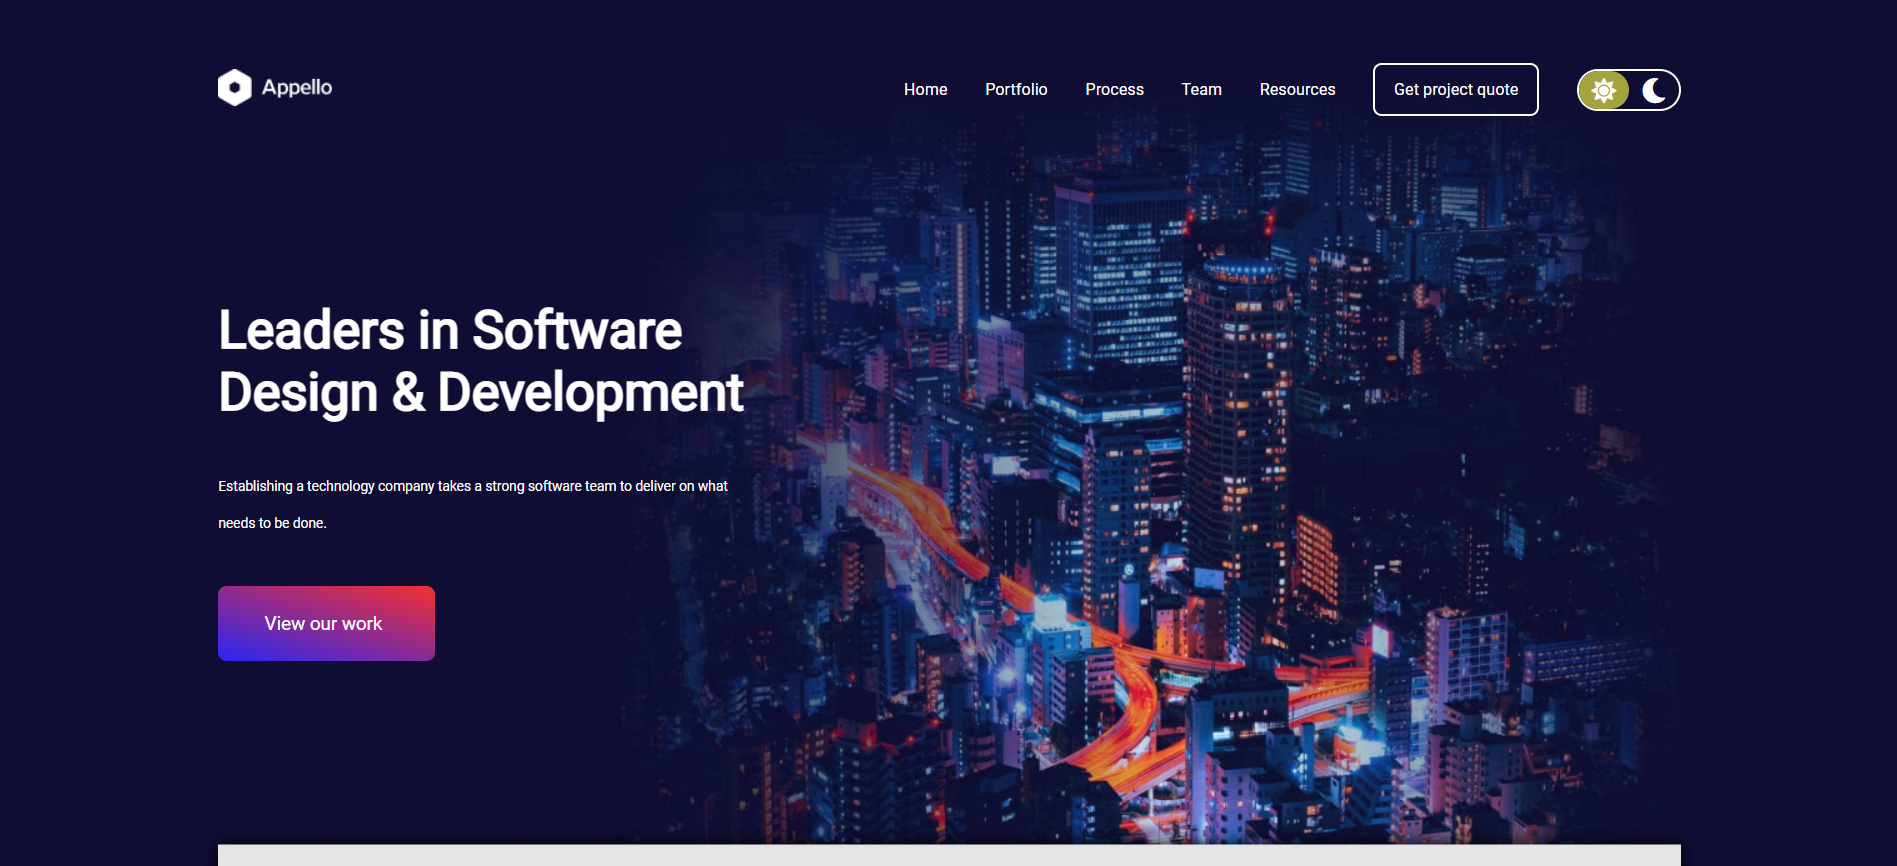 Appello
Home
Portfolio
Process
Team
Resources
Get project quote
Leaders in Software
Design & Development
Establishing a technology company takes a strong software team to deliver on what
needs to be done.
View our work